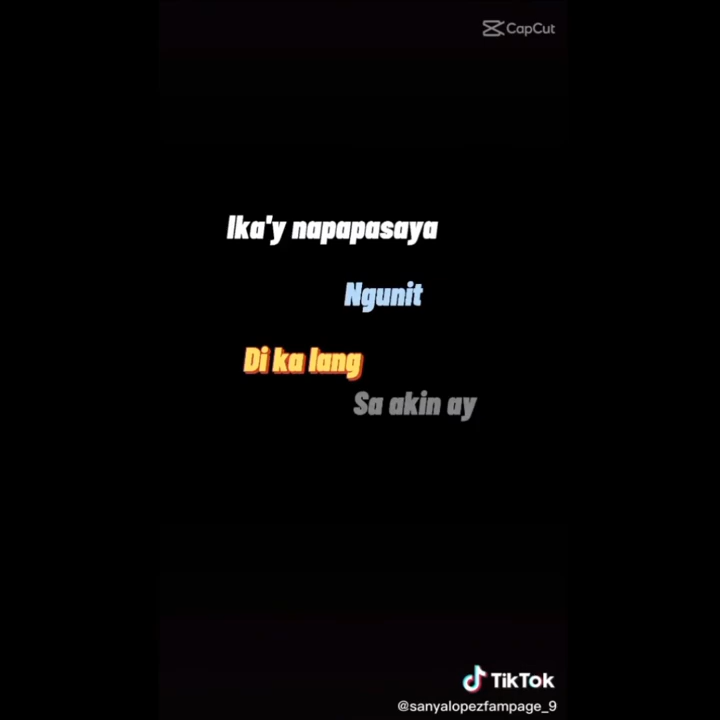 CapCut
Ika'y napapasaya
Ngunit
Di ka lang
Sa akin ay
TikTok
@sanyalopezfampage_9